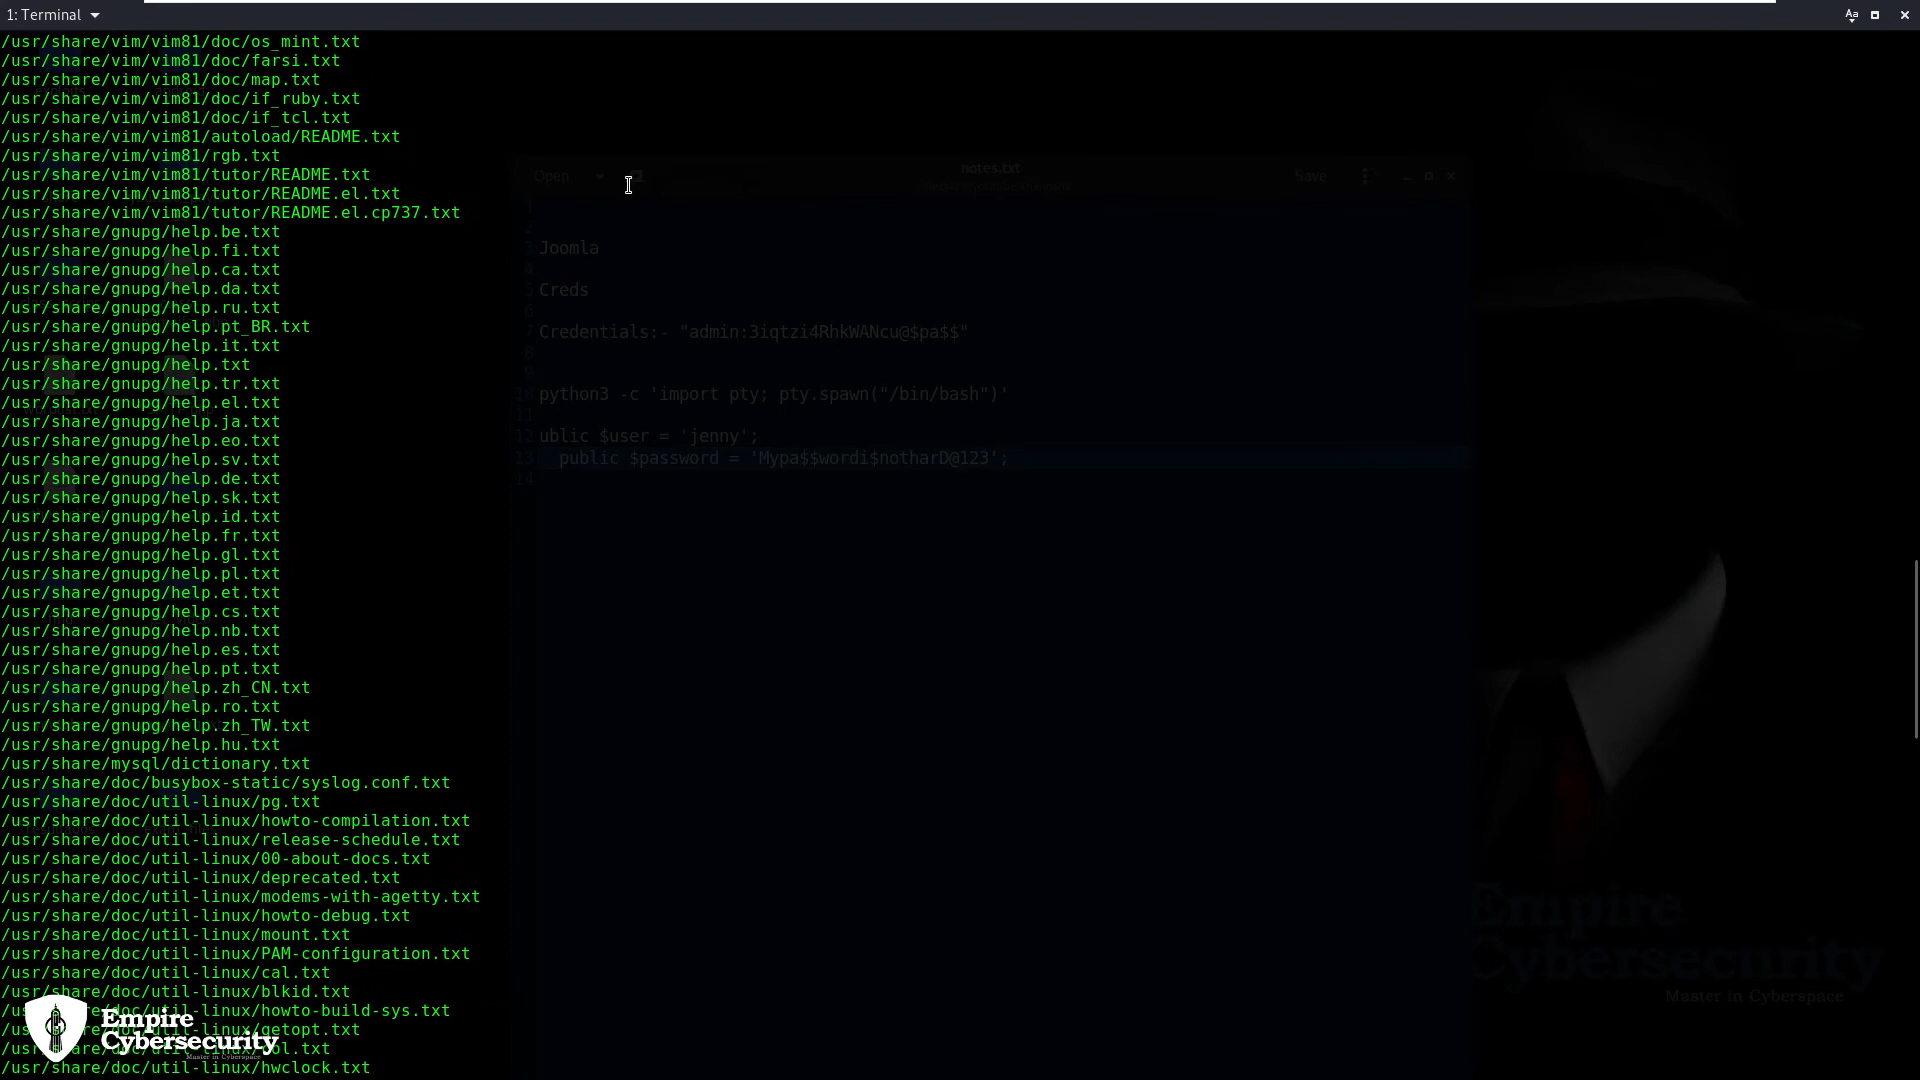 1: Terminal
/usr/share/vim/vim81/doc/os_mint.txt
/usr/share/vim/vim81/doc/farsi.txt
/usr/share/vim/vim81/doc/map.txt
/usr/share/vim/vim81/doc/if_ruby.txt
/usr/share/vim/vim81/doc/if_tcl.txt
/usr/share/vim/vim81/autoload/README.txt
/usr/share/vim/vim81/rgb.txt
/usr/share/vim/vim81/tutor/README.txt
/usr/share/vim/vim81/tutor/README.el.txt
/usr/share/vim/vim81/tutor/README.el.cp737.txt
/usr/share/gnupg/help.be.txt
/usr/share/gnupg/help.fi.txt
/usr/share/gnupg/help.ca.txt
/usr/share/gnupg/help.da.txt
/usr/share/gnupg/help.ru.txt
/usr/share/gnupg/help.pt_BR.txt
/usr/share/gnupg/help.it.txt
/usr/share/gnupg/help.txt
/usr/share/gnupg/help.tr.txt
/usr/share/gnupg/help.el.txt
/usr/share/gnupg/help.ja.txt
/usr/share/gnupg/help.eo.txt
/usr/share/gnupg/help.sv.txt
/usr/share/gnupg/help.de.txt
/usr/share/gnupg/help.sk.txt
/usr/share/gnupg/help.id.txt
/usr/share/gnupg/help.fr.txt
/usr/share/gnupg/help.gl.txt
/usr/share/gnupg/help.pl.txt
/usr/share/gnupg/help.et.txt
/usr/share/gnupg/help.cs.txt
/usr/share/gnupg/help.nb.txt
/usr/share/gnupg/help.es.txt
/usr/share/gnupg/help.pt.txt
/usr/share/gnupg/help.zh_CN.txt
/usr/share/gnupg/help.ro.txt
/usr/share/gnupg/help.zh_TW.txt
/usr/share/gnupg/help.hu.txt
/usr/share/mysql/dictionary.txt
/usr/share/doc/busybox-static/syslog.conf.txt
/usr/share/doc/util-linux/pg.txt
/usr/share/doc/util-linux/howto-compilation.txt
/usr/share/doc/util-linux/release-schedule.txt
/usr/share/doc/util-linux/00-about-docs.txt
/usr/share/doc/util-linux/deprecated.txt
/usr/share/doc/util-linux/modems-with-agetty.txt
/usr/share/doc/util-linux/howto-debug.txt
/usr/share/doc/util-linux/mount.txt
/usr/share/doc/util-linux/PAM-configuration.txt
/usr/share/doc/util-linux/cal.txt
/usr/share/doc/util-linux/blkid.txt
/usr/share/doc/util-linux/howto-build-sys.txt
/usr/share/doc/util-linux/getopt.txt
/usr/share/doc/util-linux/col.txt
/usr/share/doc/util-linux/hwclock.txt
Open
notes.txt
Save
Joomla
Creds
Credentials:- "admin:3iqtzi4RhkWANcu@$pa$$"
python3 -c 'import pty; pty.spawn("/bin/bash")'
ublic $user = 'jenny';
public $password = 'Mypa$$wordi$notharD@123';
Empire
Cybersecurity
Master in Cyberspace
Empire
Cybersecurity
Master in Cyberspace